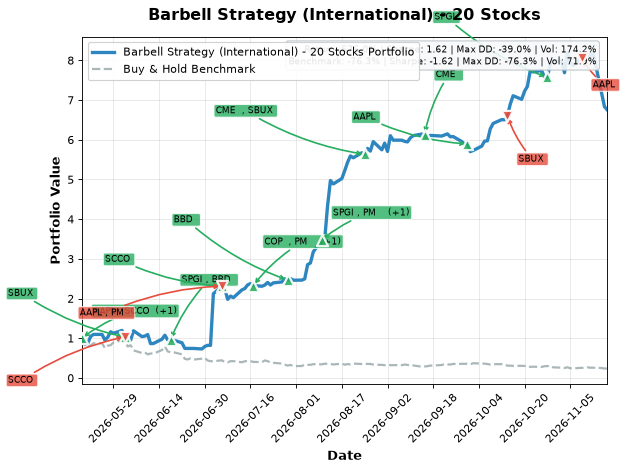 Barbell Strategy (International) - 20 Stocks
SPGI
Barbell Strategy (International) - 20 Stocks Portfolio
: 1.62 | Max DD: -39.0% | Vol: 174.2%
Buy & Hold Benchmark
Benchmark: -76.3% | Sharpe: -1.62 | Max DD: -76.3% | Vol: 71.9%
CME
AAPL
CME , SBUX
AAPL
SBUX
SPGI , PM (+1)
BBD
COP , PM (+1)
SCCO
SPGI , BBD
SBUX
AAPL, PM
SCCO (+1)
SCCO
Portfolio Value
8
7
6
5
4
3
2
1
0
2026-05-29
2026-06-14
2026-06-30
2026-07-16
2026-08-01
2026-08-17
2026-09-02
2026-09-18
2026-10-04
2026-10-20
2026-11-05
Date